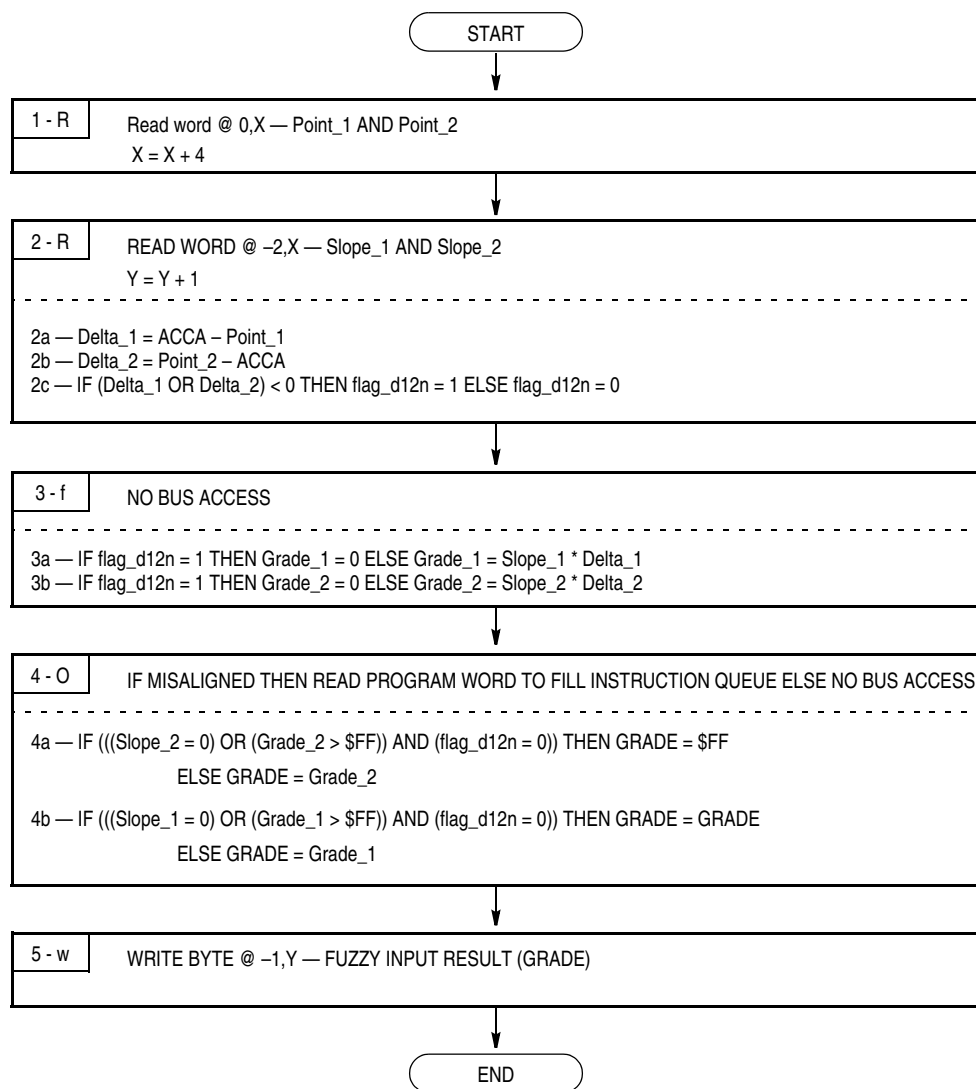 START
1 - R
Read word @ 0,X — Point_1 AND Point_2
X = X + 4
2 - R
READ WORD @ –2,X — Slope_1 AND Slope_2
Y = Y + 1
2a — Delta_1 = ACCA – Point_1
2b — Delta_2 = Point_2 – ACCA
2c — IF (Delta_1 OR Delta_2) < 0 THEN flag_d12n = 1 ELSE flag_d12n = 0
3 - f
NO BUS ACCESS
3a — IF flag_d12n = 1 THEN Grade_1 = 0 ELSE Grade_1 = Slope_1 * Delta_1
3b — IF flag_d12n = 1 THEN Grade_2 = 0 ELSE Grade_2 = Slope_2 * Delta_2
4 - O
IF MISALIGNED THEN READ PROGRAM WORD TO FILL INSTRUCTION QUEUE ELSE NO BUS ACCESS
4a — IF (((Slope_2 = 0) OR (Grade_2 > $FF)) AND (flag_d12n = 0)) THEN GRADE = $FF
ELSE GRADE = Grade_2
4b — IF (((Slope_1 = 0) OR (Grade_1 > $FF)) AND (flag_d12n = 0)) THEN GRADE = GRADE
ELSE GRADE = Grade_1
5 - w
WRITE BYTE @ –1,Y — FUZZY INPUT RESULT (GRADE)
END